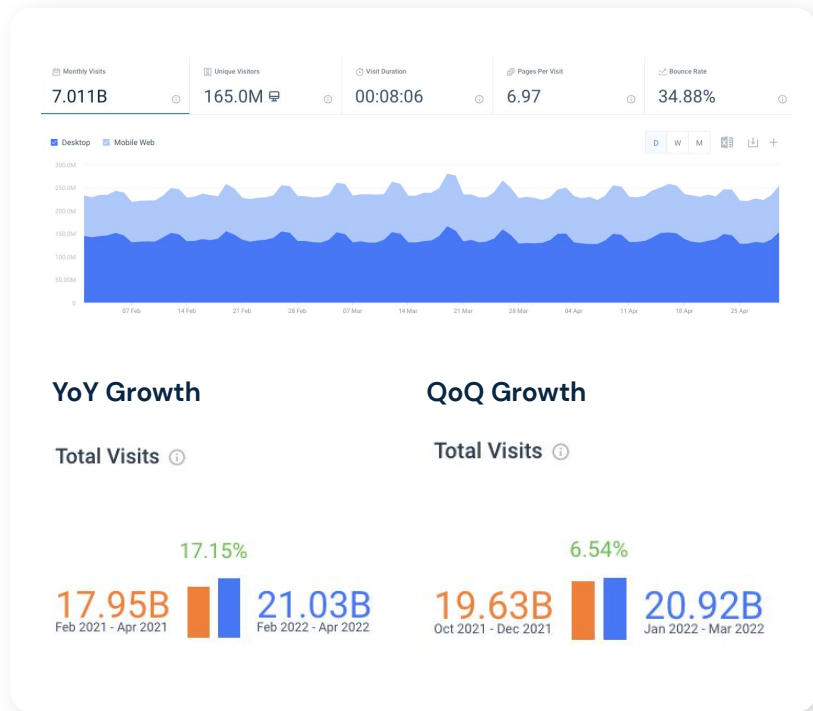 Monthly Visits
7.011B
Unique Visitors
165.0M
Visit Duration
00:08:06
Pages Per Visit
6.97
Bounce Rate
34.88%
Desktop Mobile Web
D W M
300.0M
250.0M
200.0M
150.0M
100.0M
50.00M
0
07 Feb 14 Feb 21 Feb 28 Feb 07 Mar 14 Mar 21 Mar 28 Mar 04 Apr 11 Apr 18 Apr 25 Apr
YoY Growth
Total Visits
17.15%
17.95B
Feb 2021 - Apr 2021
21.03B
Feb 2022 - Apr 2022
QoQ Growth
Total Visits
6.54%
19.63B
Oct 2021 - Dec 2021
20.92B
Jan 2022 - Mar 2022